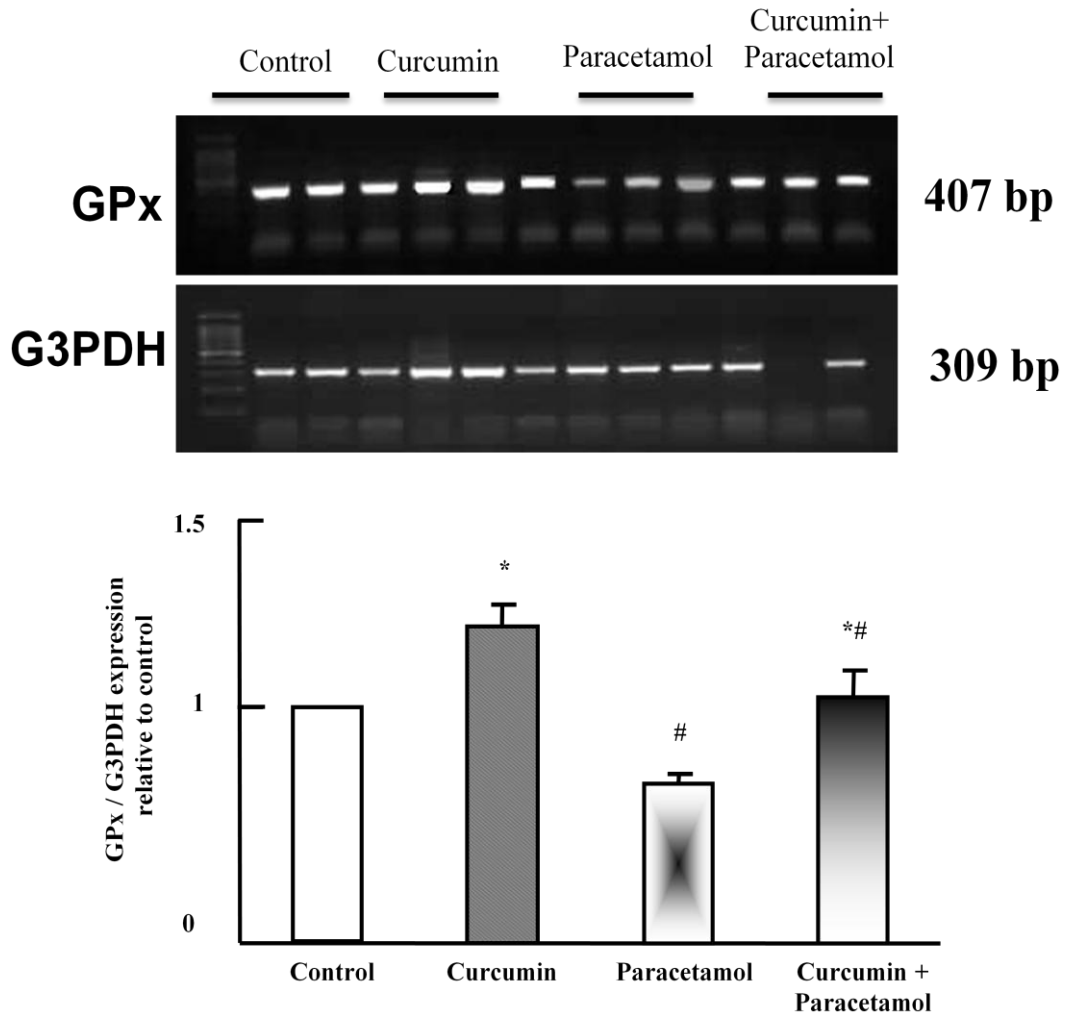 Control
Curcumin
Paracetamol
Curcumin+
Paracetamol
GPx
407 bp
G3PDH
309 bp
1.5
1
0
GPx / G3PDH expression
relative to control
*
#
*#
Control
Curcumin
Paracetamol
Curcumin +
Paracetamol